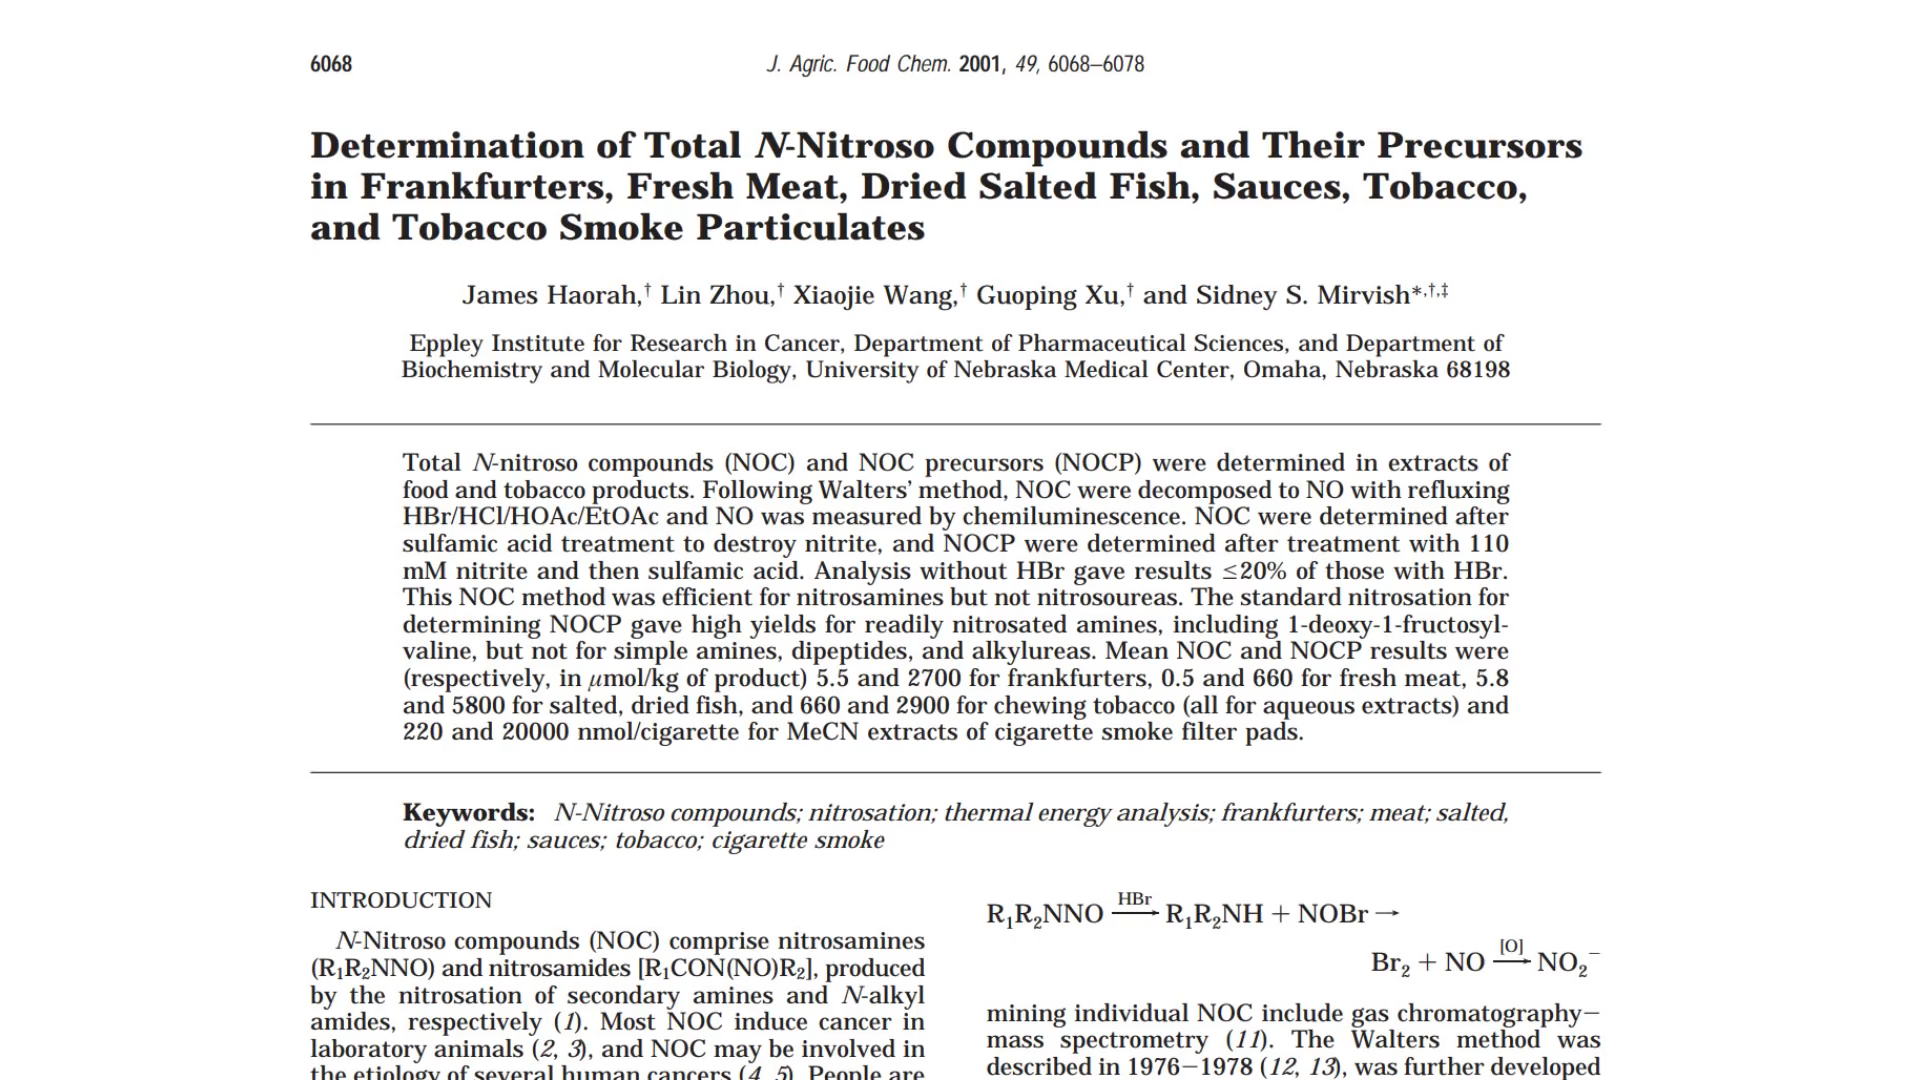 6068
J. Agric. Food Chem. 2001, 49, 6068–6078
Determination of Total N-Nitroso Compounds and Their Precursors
in Frankfurters, Fresh Meat, Dried Salted Fish, Sauces, Tobacco,
and Tobacco Smoke Particulates
James Haorah,† Lin Zhou,† Xiaojie Wang,† Guoping Xu,† and Sidney S. Mirvish*,†,‡
Eppley Institute for Research in Cancer, Department of Pharmaceutical Sciences, and Department of
Biochemistry and Molecular Biology, University of Nebraska Medical Center, Omaha, Nebraska 68198
Total N-nitroso compounds (NOC) and NOC precursors (NOCP) were determined in extracts of
food and tobacco products. Following Walters' method, NOC were decomposed to NO with refluxing
HBr/HCl/HOAc/EtOAc and NO was measured by chemiluminescence. NOC were determined after
sulfamic acid treatment to destroy nitrite, and NOCP were determined after treatment with 110
mM nitrite and then sulfamic acid. Analysis without HBr gave results ≤20% of those with HBr.
This NOC method was efficient for nitrosamines but not nitrosoureas. The standard nitrosation for
determining NOCP gave high yields for readily nitrosated amines, including 1-deoxy-1-fructosyl-
valine, but not for simple amines, dipeptides, and alkylureas. Mean NOC and NOCP results were
(respectively, in μmol/kg of product) 5.5 and 2700 for frankfurters, 0.5 and 660 for fresh meat, 5.8
and 5800 for salted, dried fish, and 660 and 2900 for chewing tobacco (all for aqueous extracts) and
220 and 20000 nmol/cigarette for MeCN extracts of cigarette smoke filter pads.
Keywords: N-Nitroso compounds; nitrosation; thermal energy analysis; frankfurters; meat; salted,
dried fish; sauces; tobacco; cigarette smoke
INTRODUCTION
N-Nitroso compounds (NOC) comprise nitrosamines
(R₁R₂NNO) and nitrosamides [R₁CON(NO)R₂], produced
by the nitrosation of secondary amines and N-alkyl
amides, respectively (1). Most NOC induce cancer in
laboratory animals (2, 3), and NOC may be involved in
the etiology of several human cancers (4, 5). People are
R₁R₂NNO HBr→ R₁R₂NH + NOBr →
Br₂ + NO [O]→ NO₂⁻
mining individual NOC include gas chromatography–
mass spectrometry (11). The Walters method was
described in 1976–1978 (12, 13), was further developed